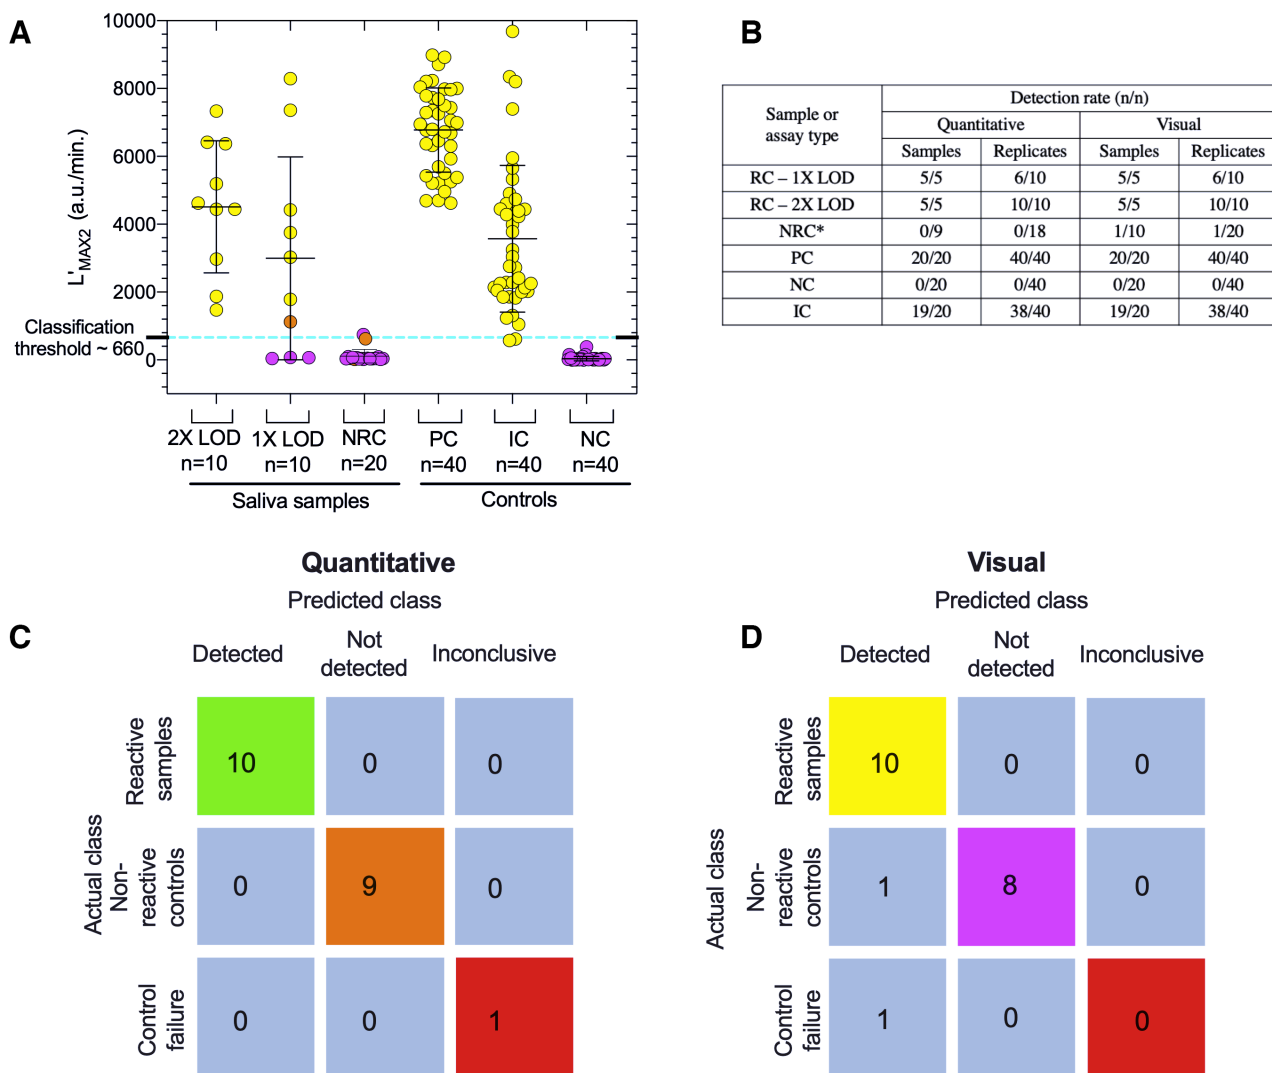 A
L'MAX2 (a.u./min.)
10000
8000
6000
4000
2000
0
Classification
threshold ~ 660
2X LOD
n=10
1X LOD
n=10
NRC
n=20
PC
n=40
IC
n=40
NC
n=40
Saliva samples
Controls
B
Sample or
assay type
Detection rate (n/n)
Quantitative Visual
Samples Replicates Samples Replicates
RC – 1X LOD 5/5 6/10 5/5 6/10
RC – 2X LOD 5/5 10/10 5/5 10/10
NRC* 0/9 0/18 1/10 1/20
PC 20/20 40/40 20/20 40/40
NC 0/20 0/40 0/20 0/40
IC 19/20 38/40 19/20 38/40
C
Quantitative
Predicted class
Detected
Not
detected
Inconclusive
Actual class
Reactive
samples
10 0 0
Non-
reactive
controls
0 9 0
Control
failure
0 0 1
D
Visual
Predicted class
Detected
Not
detected
Inconclusive
Actual class
Reactive
samples
10 0 0
Non-
reactive
controls
1 8 0
Control
failure
1 0 0